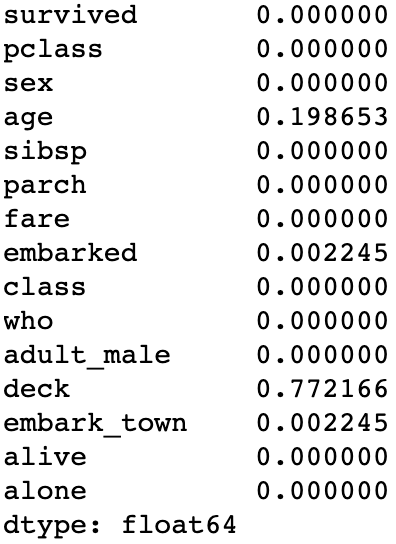 survived 0.000000
pclass 0.000000
sex 0.000000
age 0.198653
sibsp 0.000000
parch 0.000000
fare 0.000000
embarked 0.002245
class 0.000000
who 0.000000
adult_male 0.000000
deck 0.772166
embark_town 0.002245
alive 0.000000
alone 0.000000
dtype: float64